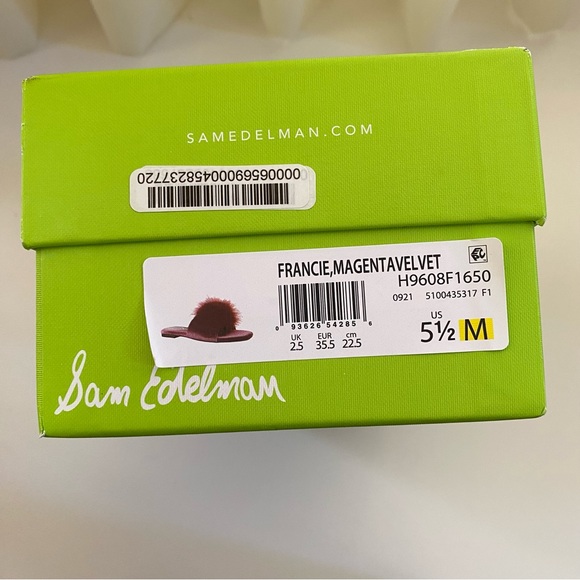 SAMEDELMAN.COM
00000656900004582377720
FRANCIE,MAGENTAVELVET
H9608F1650
0921 5100435317 F1
0 93626 54285 6
UK EUR cm
2.5 35.5 22.5
US
5½ M
Sam Edelman